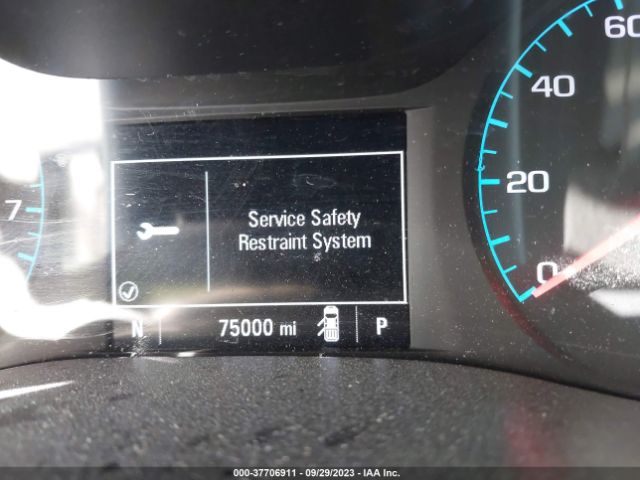 60
40
20
0
7
Service Safety
Restraint System
N 75000 mi P
000-37706911 - 09/29/2023 - IAA Inc.